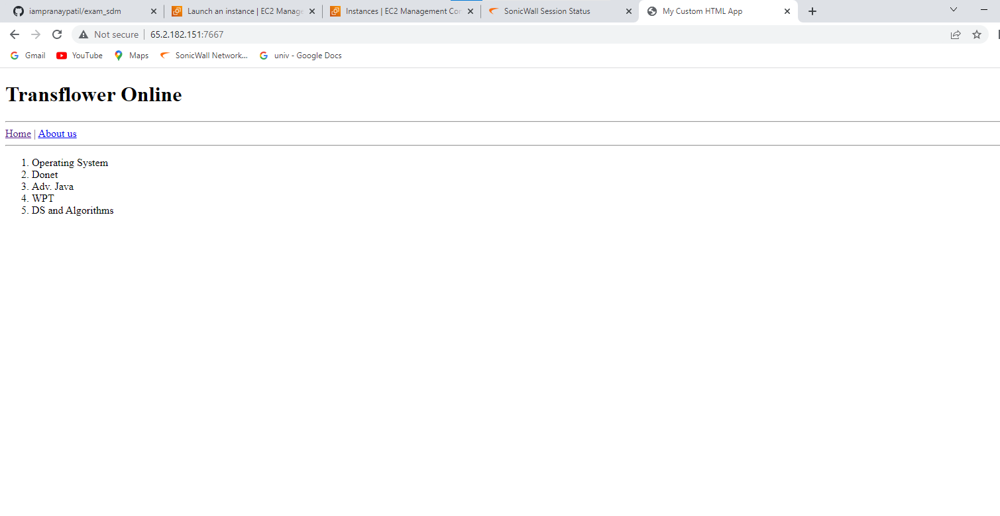 iampranaypatil/exam_sdm
Launch an instance | EC2 Manage
Instances | EC2 Management Cor
SonicWall Session Status
My Custom HTML App
Not secure | 65.2.182.151:7667
Gmail
YouTube
Maps
SonicWall Network...
univ - Google Docs
Transflower Online
Home | About us
1. Operating System
2. Donet
3. Adv. Java
4. WPT
5. DS and Algorithms